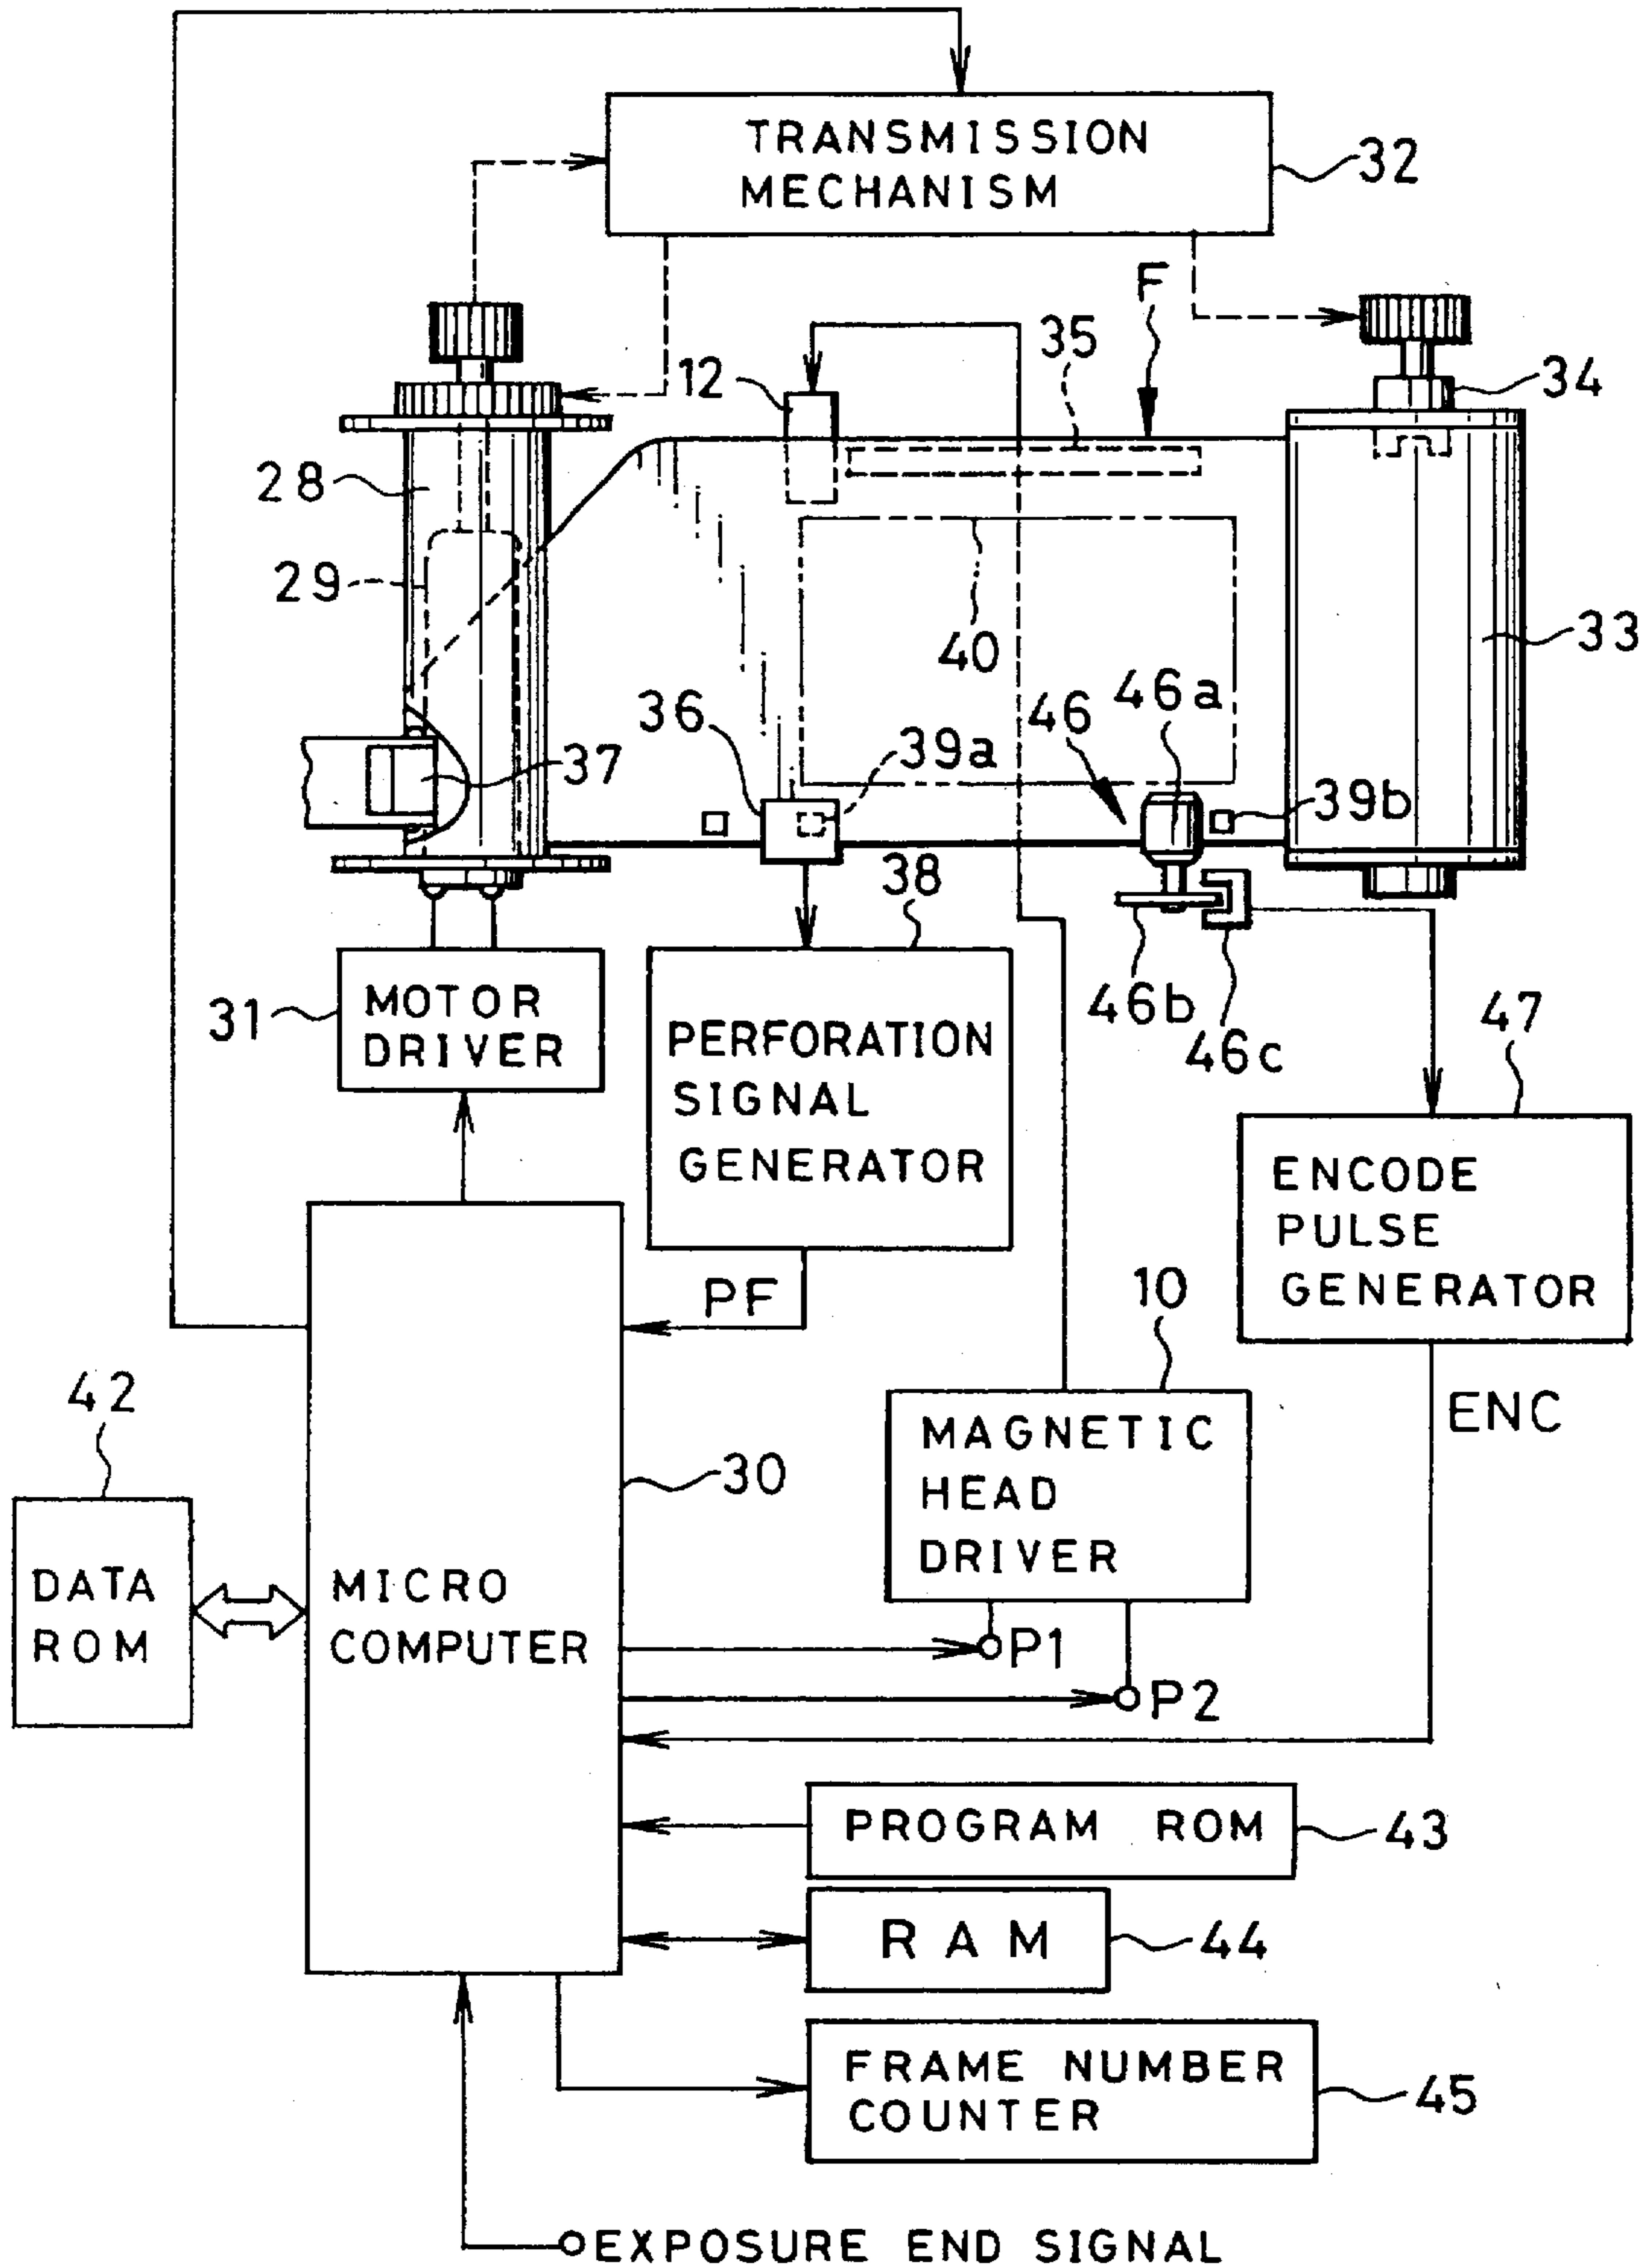 TRANSMISSION
MECHANISM
32
F
35
12
34
28
29
40
33
46a
36
46
39a
37
39b
38
46b
46c
47
31
MOTOR
DRIVER
PERFORATION
SIGNAL
GENERATOR
ENCODE
PULSE
GENERATOR
PF
10
42
ENC
MAGNETIC
HEAD
DRIVER
30
DATA
ROM
MICRO
COMPUTER
P1
P2
PROGRAM ROM
43
RAM
44
FRAME NUMBER
COUNTER
45
EXPOSURE END SIGNAL